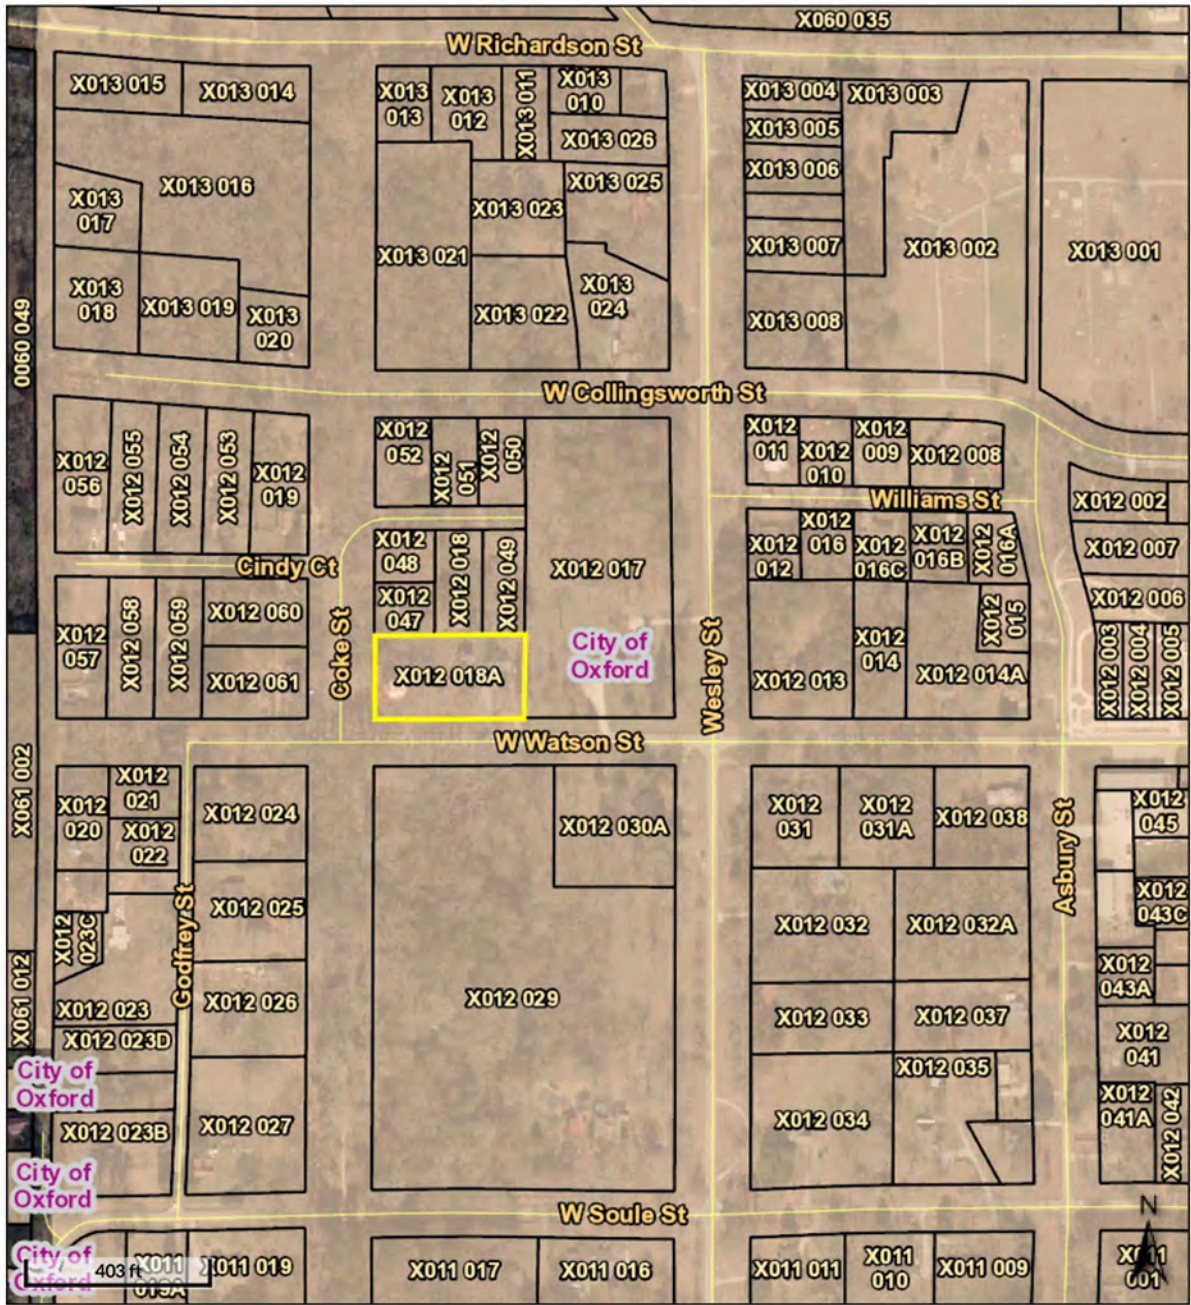 X060 035
W Richardson St
X013 015
X013 014
X013
013
X013
012
X013 011
X013
010
X013 026
X013 004
X013 003
X013 005
X013 006
X013 016
X013
017
X013 025
X013 023
X013 021
X013 007
X013 002
X013 001
X013
018
X013 019
X013
020
X013 022
X013
024
X013 008
0060 049
W Collingsworth St
X012
056
X012 055
X012 054
X012 053
X012
019
X012
052
X012
051
X012
050
X012
011
X012
010
X012
009
X012 008
Williams St
X012 002
X012
048
X012 018
X012 049
X012 017
X012
012
X012
016
X012
016C
X012
016B
X012
016A
X012 007
Cindy Ct
X012
047
X012 006
X012
057
X012 058
X012 059
X012 060
X012 061
Coke St
X012 018A
City of
Oxford
Wesley St
X012 013
X012
014
X012
015
X012 014A
X012 003
X012 004
X012 005
W Watson St
X061 002
X012
020
X012
021
X012
022
X012 024
X012 030A
X012
031
X012
031A
X012 038
Asbury St
X012
045
X012
023C
Godfrey St
X012 025
X012 032
X012 032A
X012
043C
X061 012
X012 023
X012 026
X012 029
X012 033
X012 037
X012
043A
X012 023D
X012
041
City of
Oxford
X012 035
X012 023B
X012 027
X012 034
X012
041A
X012 042
City of
Oxford
W Soule St
N
City of
Oxford
403 ft
X011
019A
X011 019
X011 017
X011 016
X011 011
X011
010
X011 009
X011
001